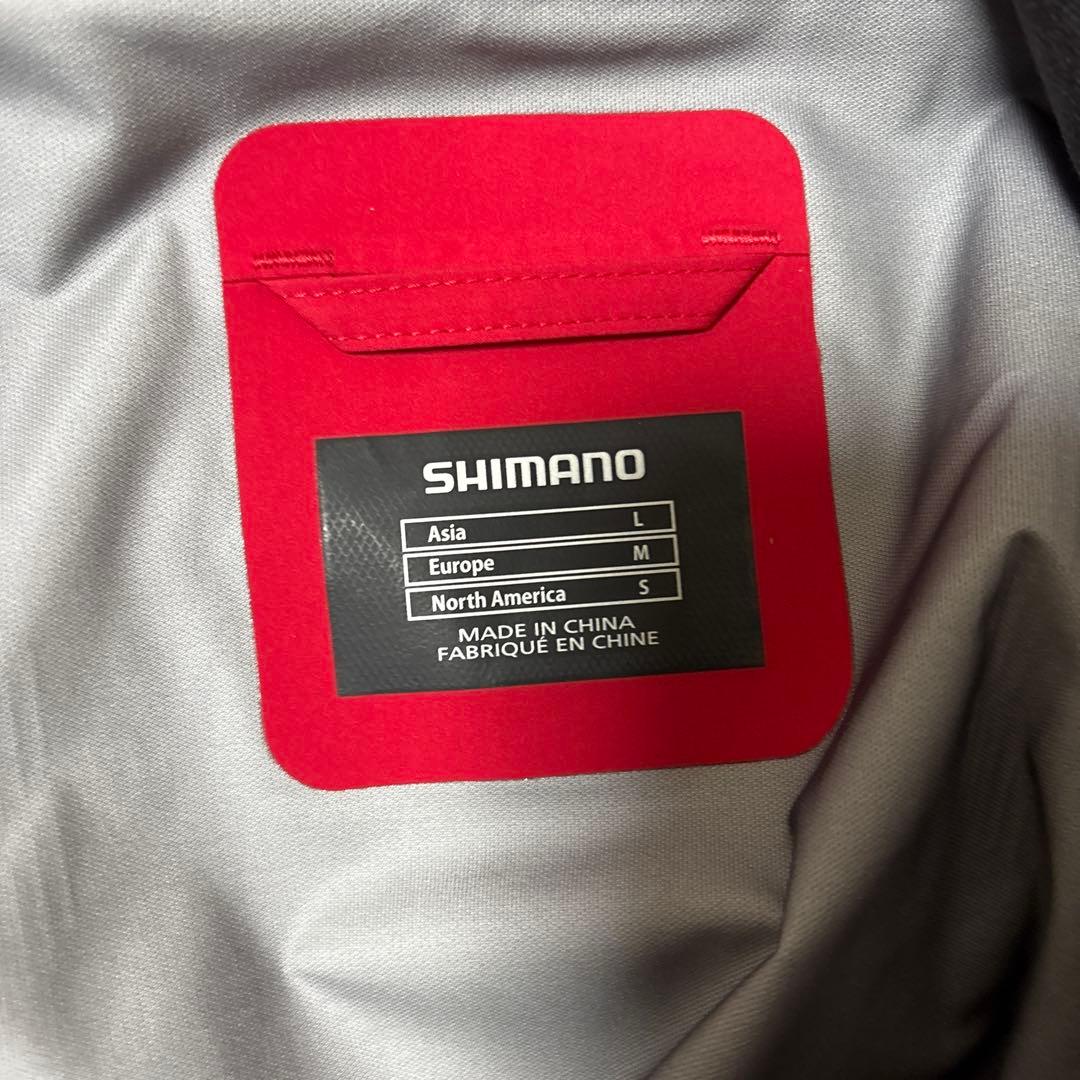 SHIMANO
Asia L
Europe M
North America S
MADE IN CHINA
FABRIQUÉ EN CHINE